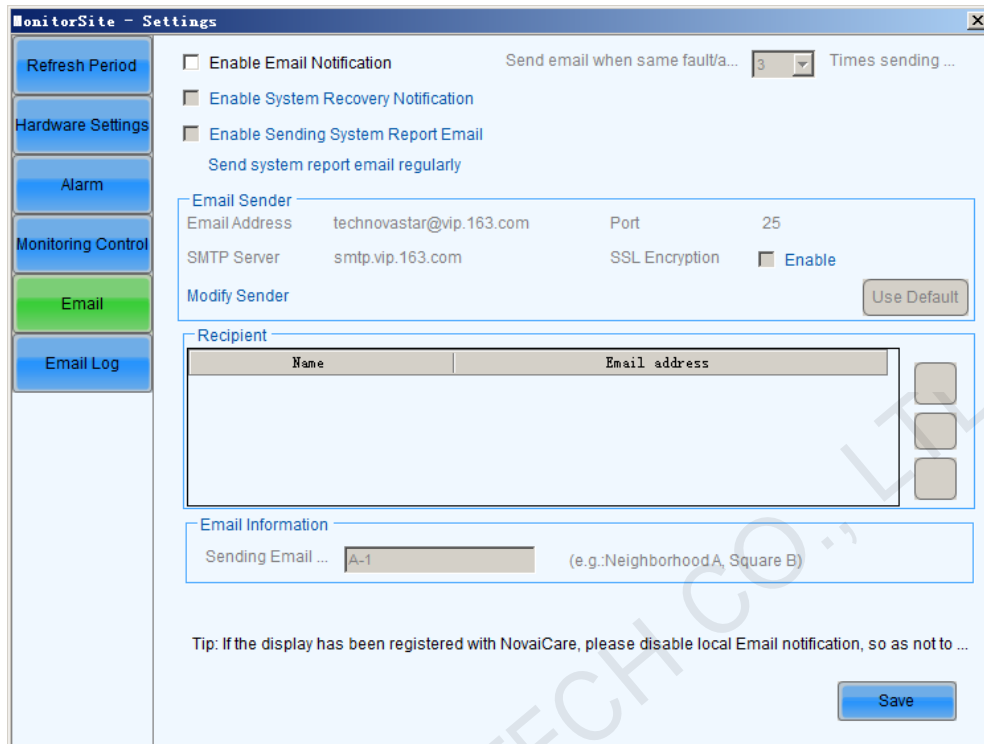 MonitorSite - Settings
Refresh Period
Hardware Settings
Alarm
Monitoring Control
Email
Email Log
Enable Email Notification
Send email when same fault/a... 3 Times sending ...
Enable System Recovery Notification
Enable Sending System Report Email
Send system report email regularly
Email Sender
Email Address technovastar@vip.163.com Port 25
SMTP Server smtp.vip.163.com SSL Encryption Enable
Modify Sender Use Default
Recipient
Name Email address
Email Information
Sending Email ... A-1 (e.g.:Neighborhood A, Square B)
Tip: If the display has been registered with NovaiCare, please disable local Email notification, so as not to ...
Save
TECH CO., LT